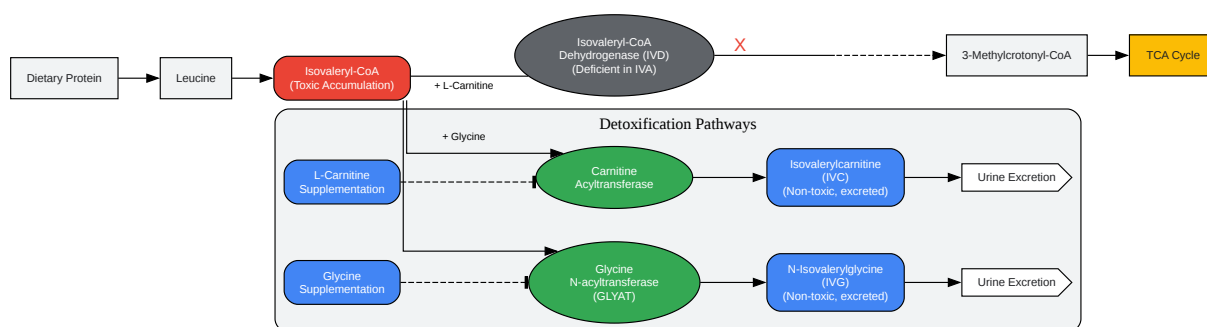 Dietary Protein
Leucine
Isovaleryl-CoA
(Toxic Accumulation)
+ L-Carnitine
Isovaleryl-CoA
Dehydrogenase (IVD)
(Deficient in IVA)
X
3-Methylcrotonyl-CoA
TCA Cycle
Detoxification Pathways
+ Glycine
L-Carnitine
Supplementation
Carnitine
Acyltransferase
Isovalerylcarnitine
(IVC)
(Non-toxic, excreted)
Urine Excretion
Glycine
Supplementation
Glycine
N-acyltransferase
(GLYAT)
N-Isovalerylglycine
(IVG)
(Non-toxic, excreted)
Urine Excretion